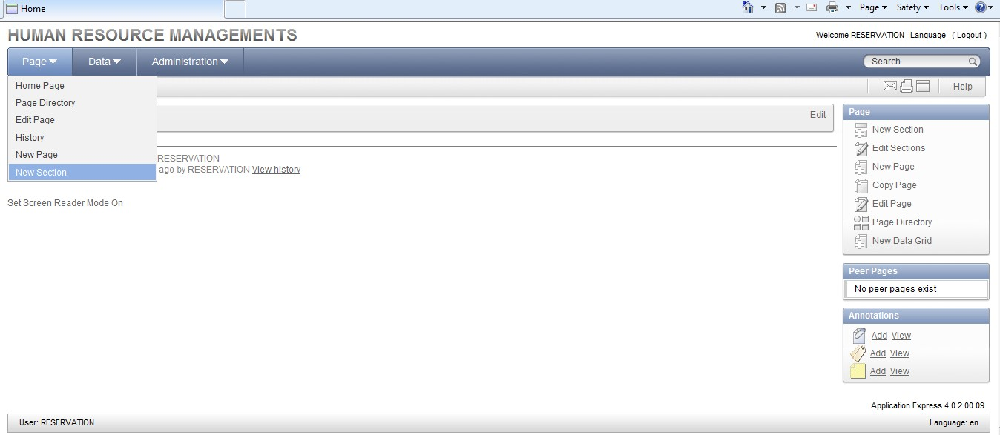 Home
Page Safety Tools
HUMAN RESOURCE MANAGEMENTS
Welcome RESERVATION Language ( Logout )
Page Data Administration
Search
Home Page
Page Directory
Edit Page
History
New Page
New Section
Help
Edit
RESERVATION
ago by RESERVATION View history
Set Screen Reader Mode On
Page
New Section
Edit Sections
New Page
Copy Page
Edit Page
Page Directory
New Data Grid
Peer Pages
No peer pages exist
Annotations
Add View
Add View
Add View
Application Express 4.0.2.00.09
User: RESERVATION
Language: en